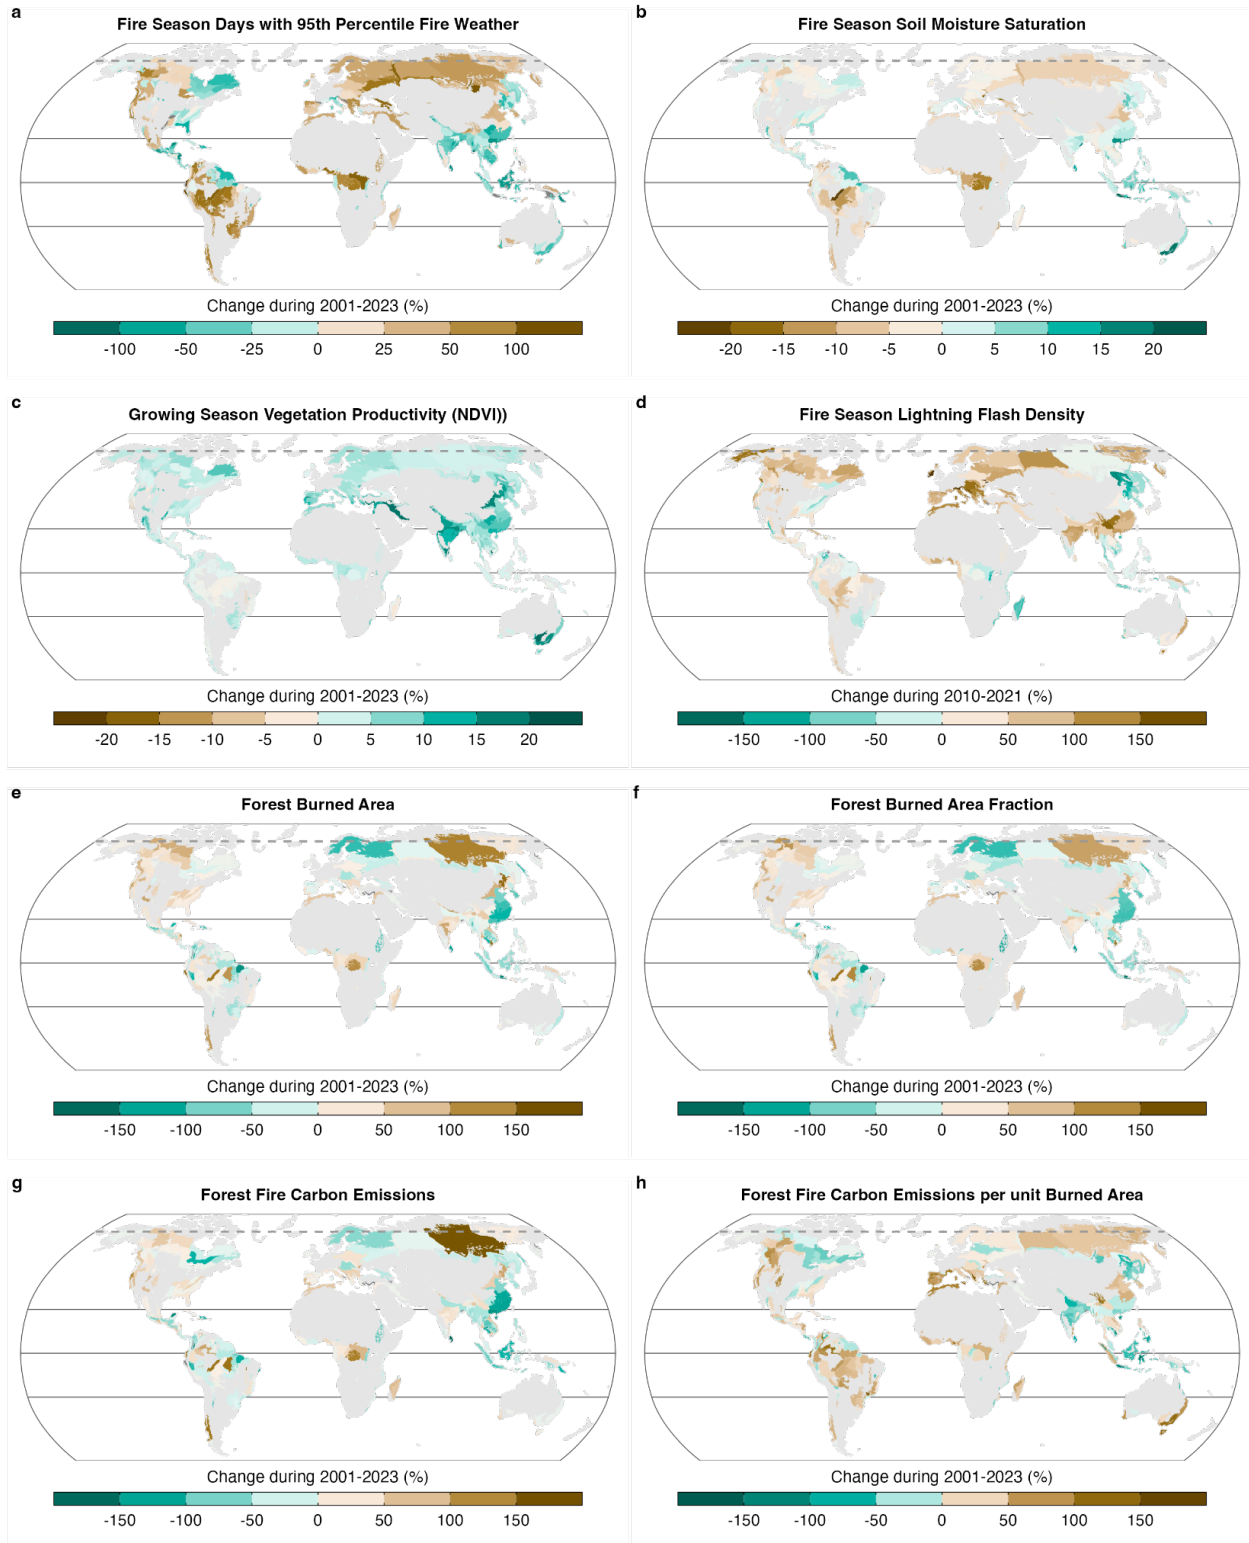 a
Fire Season Days with 95th Percentile Fire Weather
Change during 2001-2023 (%)
-100 -50 -25 0 25 50 100
b
Fire Season Soil Moisture Saturation
Change during 2001-2023 (%)
-20 -15 -10 -5 0 5 10 15 20
c
Growing Season Vegetation Productivity (NDVI))
Change during 2001-2023 (%)
-20 -15 -10 -5 0 5 10 15 20
d
Fire Season Lightning Flash Density
Change during 2010-2021 (%)
-150 -100 -50 0 50 100 150
e
Forest Burned Area
Change during 2001-2023 (%)
-150 -100 -50 0 50 100 150
f
Forest Burned Area Fraction
Change during 2001-2023 (%)
-150 -100 -50 0 50 100 150
g
Forest Fire Carbon Emissions
Change during 2001-2023 (%)
-150 -100 -50 0 50 100 150
h
Forest Fire Carbon Emissions per unit Burned Area
Change during 2001-2023 (%)
-150 -100 -50 0 50 100 150